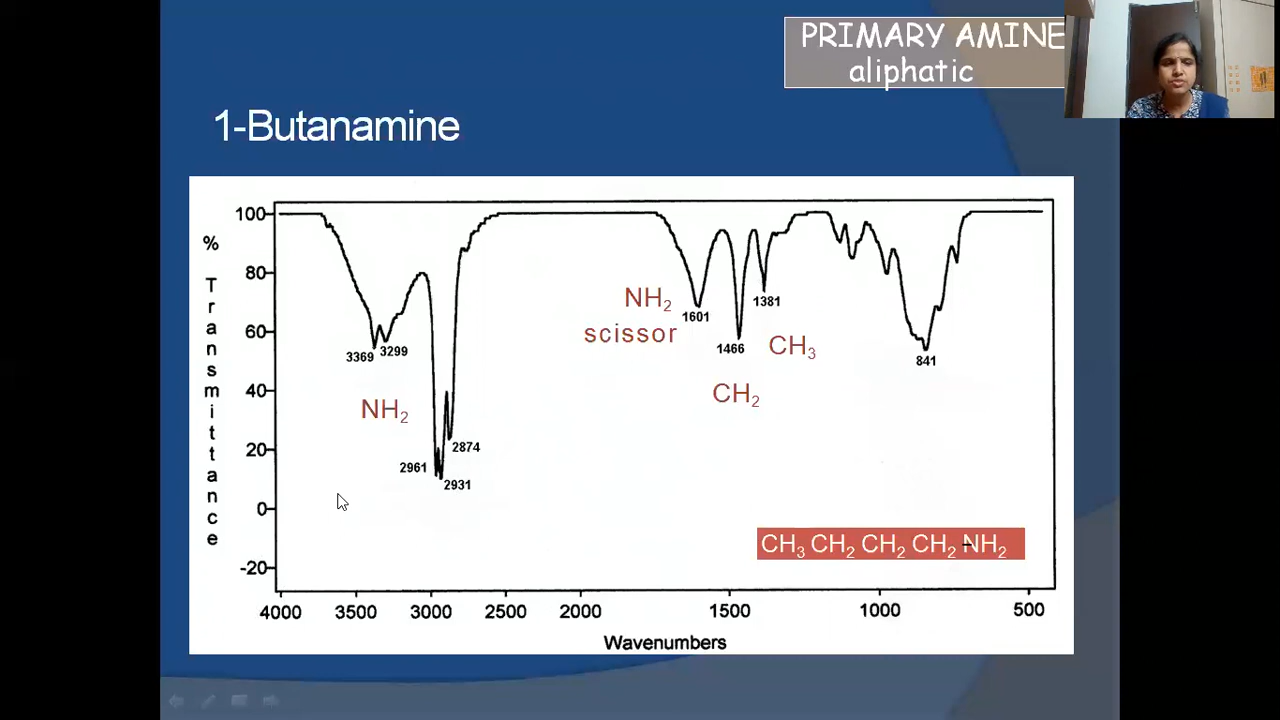 PRIMARY AMINE
aliphatic
1-Butanamine
% Transmittance
100
80
60
40
20
0
-20
3369
3299
NH2
2961
2931
2874
NH2
scissor
1601
1466
CH2
1381
CH3
841
CH3 CH2 CH2 CH2 NH2
4000 3500 3000 2500 2000 1500 1000 500
Wavenumbers